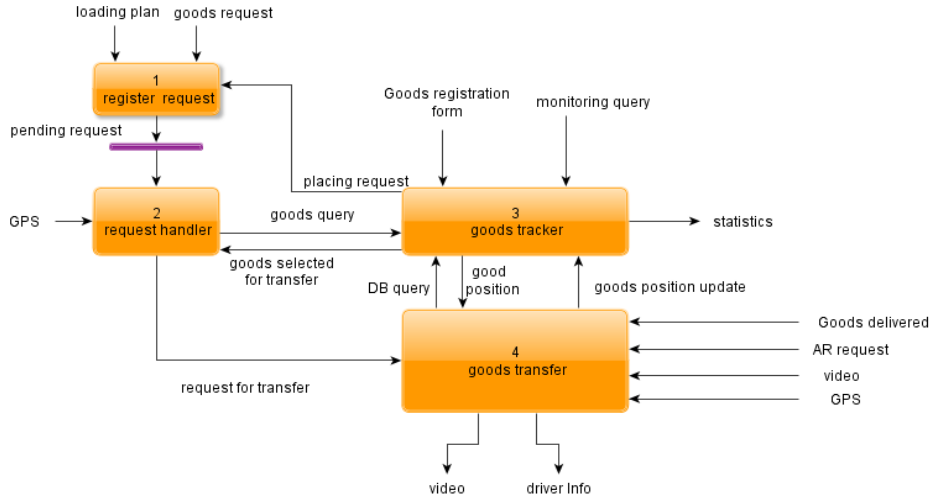 loading plan
goods request
1
register request
Goods registration
form
monitoring query
pending request
placing request
GPS
2
request handler
goods query
3
goods tracker
statistics
goods selected
for transfer
DB query
good
position
goods position update
4
goods transfer
Goods delivered
AR request
video
GPS
request for transfer
video
driver Info